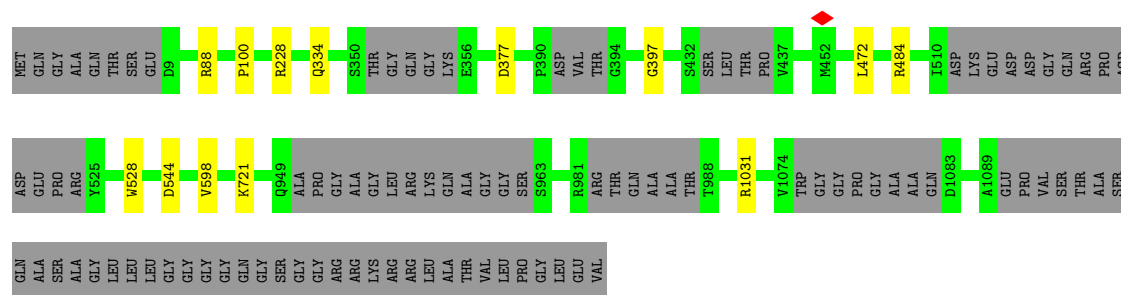 MET GLN GLY ALA GLN THR SER GLU D9 R88 P100 R228 Q334 S350 THR GLY GLN GLY LYS E356 D377 P390 ASP VAL THR G394 G397 S432 SER LEU THR PRO V437 M452 L472 R484 I510 ASP LYS GLU ASP ASP GLY GLN ARG PRO ASP
ASP GLU PRO ARG Y525 W528 D544 V598 K721 Q949 ALA PRO GLY ALA GLY LEU ARG LYS GLN ALA GLY GLY SER S963 R981 ARG THR GLN ALA ALA THR T988 R1031 V1074 TRP GLY GLY PRO GLY ALA ALA GLN D1083 A1089 GLU PRO VAL SER THR ALA SER
GLN ALA SER ALA GLY LEU LEU LEU GLY GLY GLY GLY GLN GLY SER GLY GLY ARG ARG LYS ARG ARG LEU ALA THR VAL LEU PRO GLY LEU GLU VAL